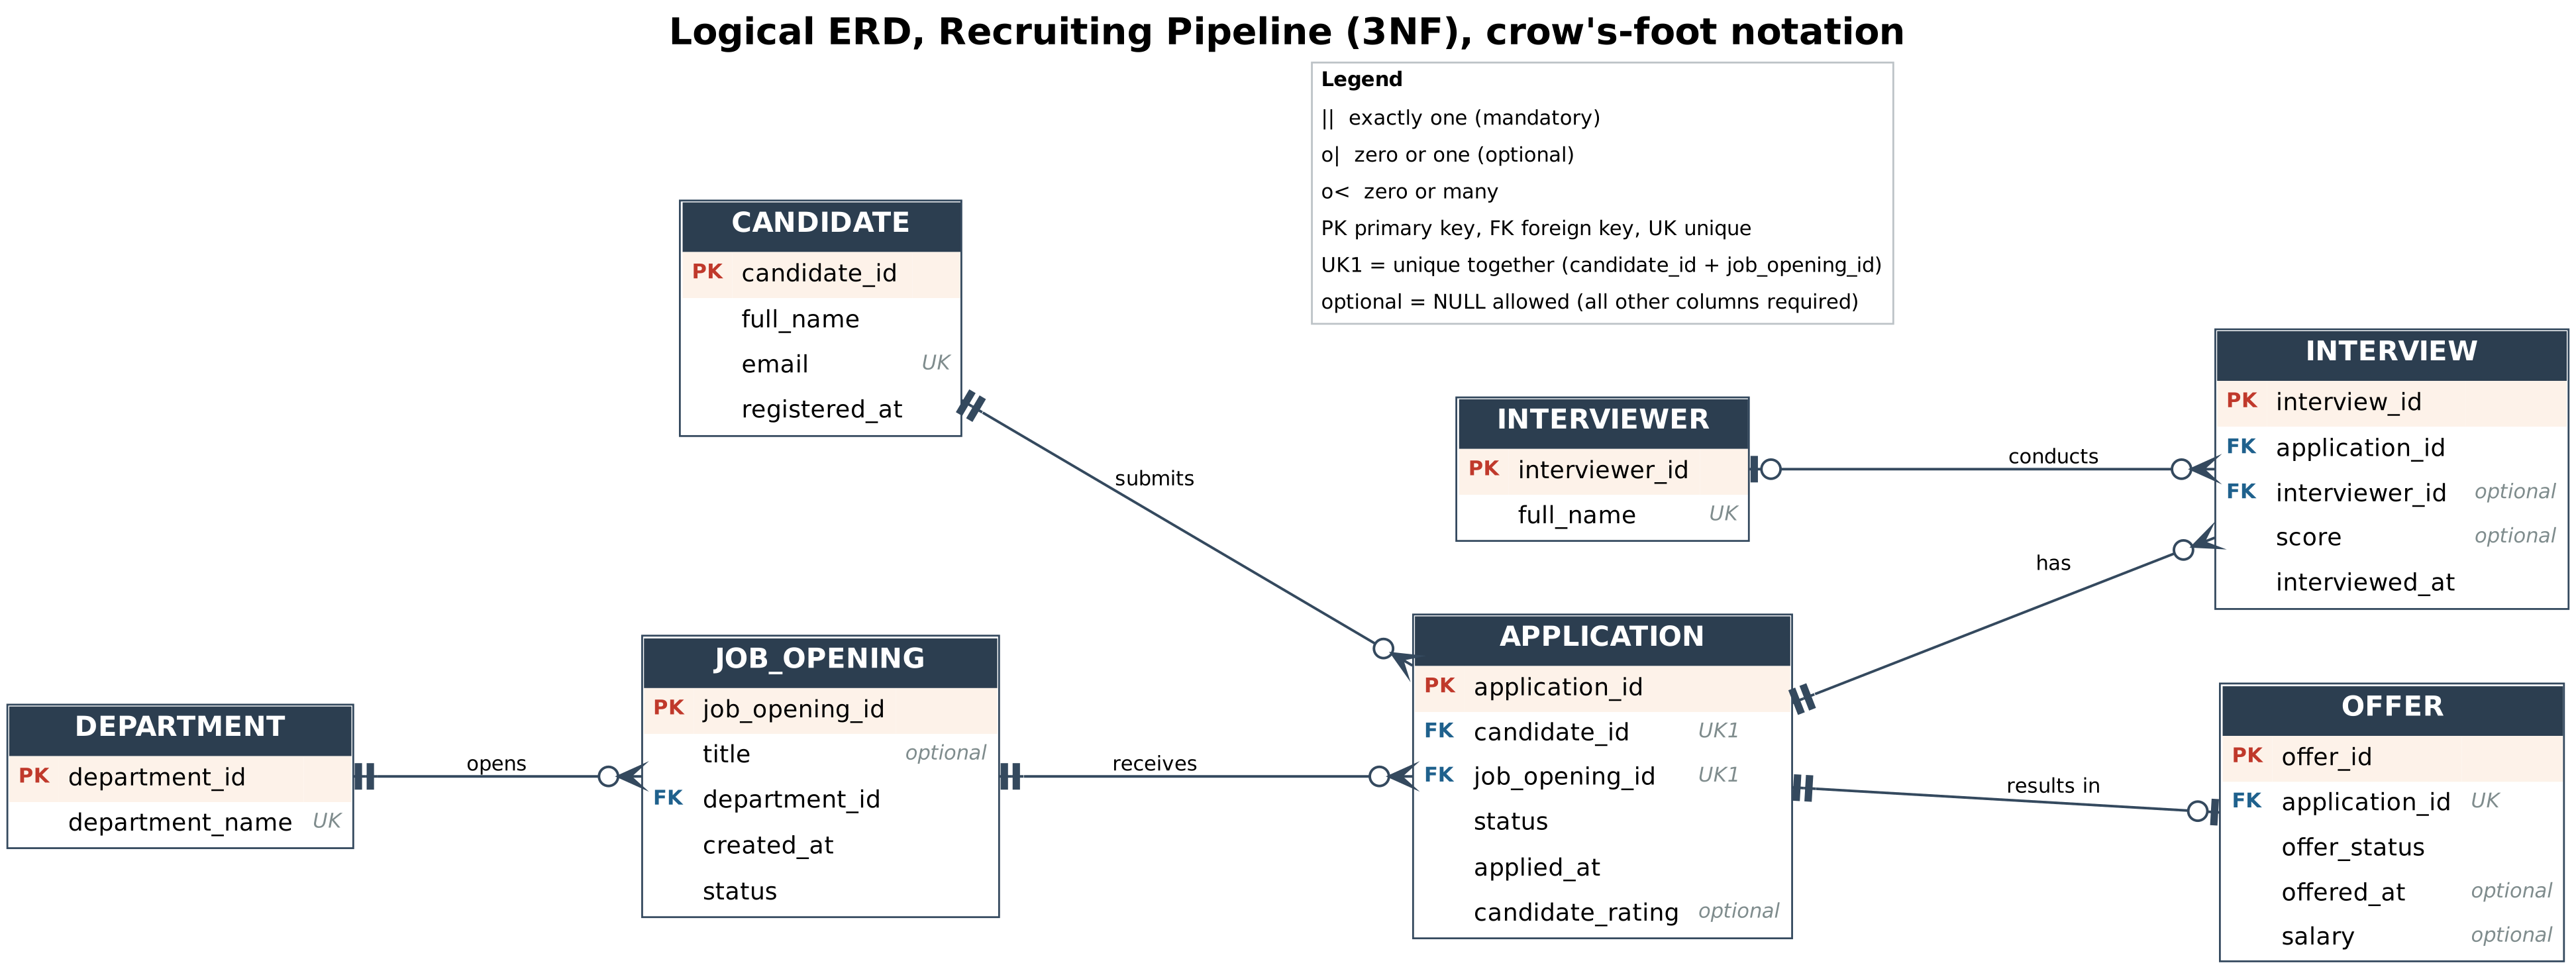 Logical ERD, Recruiting Pipeline (3NF), crow's-foot notation
Legend
|| exactly one (mandatory)
o| zero or one (optional)
o< zero or many
PK primary key, FK foreign key, UK unique
UK1 = unique together (candidate_id + job_opening_id)
optional = NULL allowed (all other columns required)
CANDIDATE
PK candidate_id
full_name
email UK
registered_at
submits
INTERVIEWER
PK interviewer_id
full_name UK
conducts
INTERVIEW
PK interview_id
FK application_id
FK interviewer_id optional
score optional
interviewed_at
has
DEPARTMENT
PK department_id
department_name UK
opens
JOB_OPENING
PK job_opening_id
title optional
FK department_id
created_at
status
receives
APPLICATION
PK application_id
FK candidate_id UK1
FK job_opening_id UK1
status
applied_at
candidate_rating optional
results in
OFFER
PK offer_id
FK application_id UK
offer_status
offered_at optional
salary optional